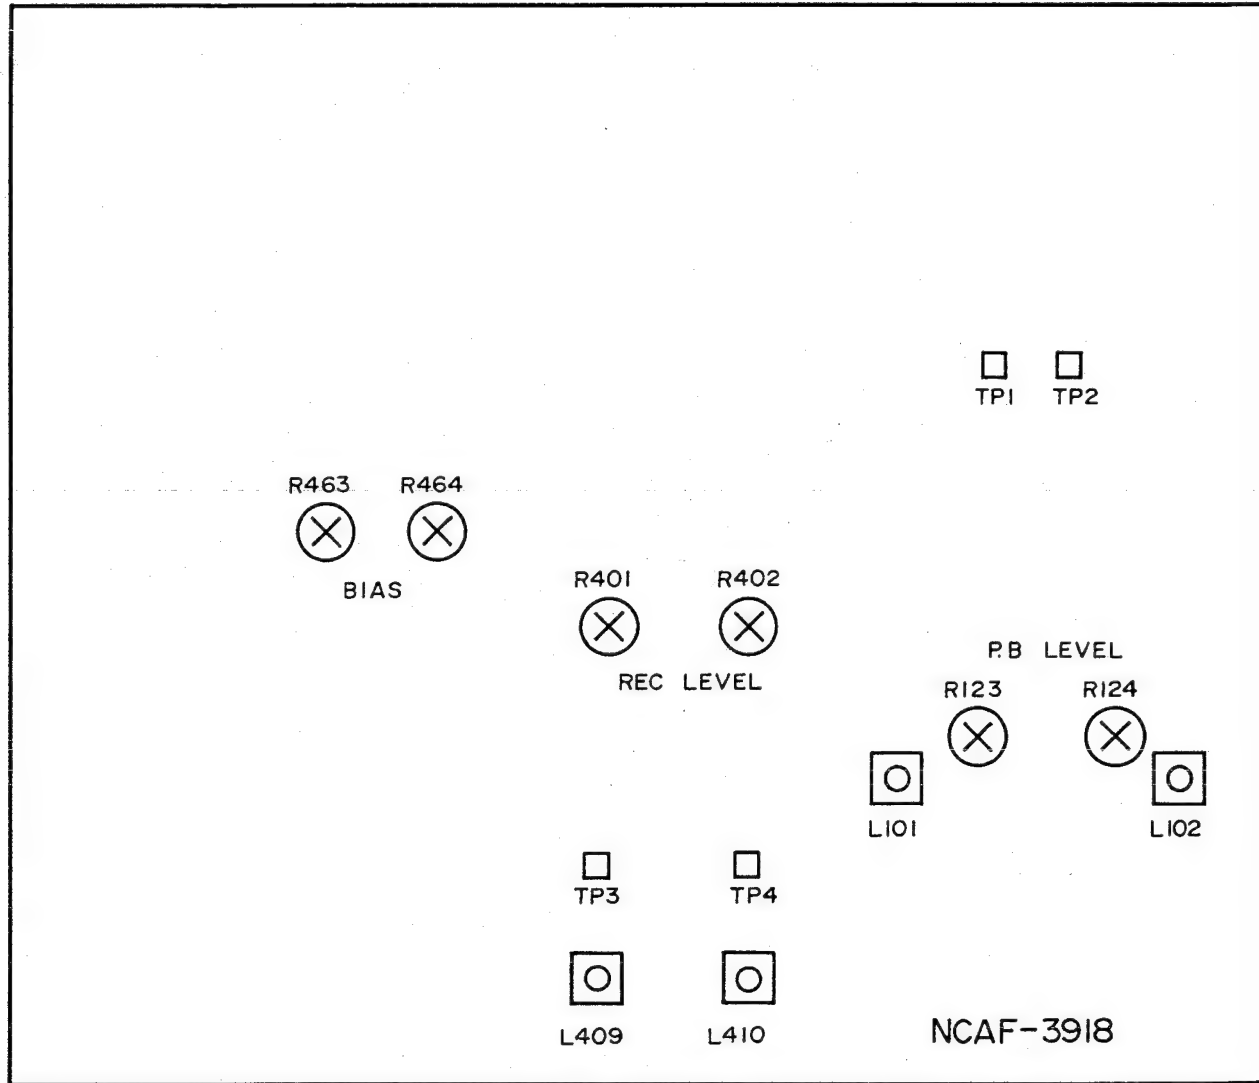 TP1 TP2
R463 R464
BIAS
R401 R402
REC LEVEL
P.B LEVEL
R123 R124
L101 L102
TP3 TP4
L409 L410
NCAF-3918